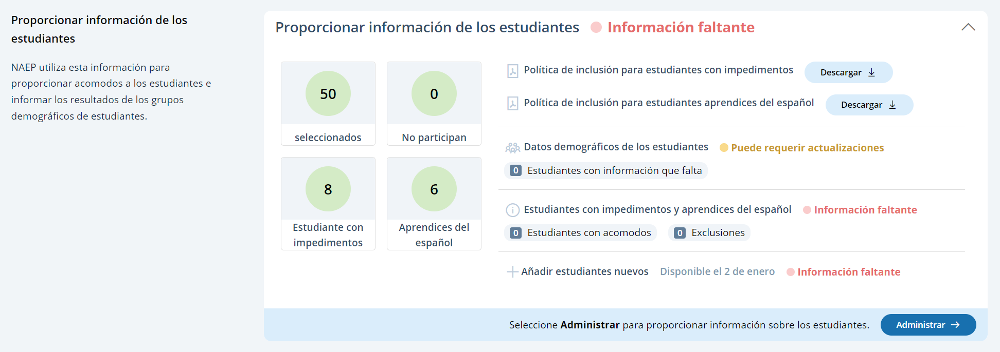 Proporcionar información de los
estudiantes
NAEP utiliza esta información para
proporcionar acomodos a los estudiantes e
informar los resultados de los grupos
demográficos de estudiantes.
Proporcionar información de los estudiantes Información faltante
50
seleccionados
0
No participan
8
Estudiante con
impedimentos
6
Aprendices del
español
Política de inclusión para estudiantes con impedimentos Descargar
Política de inclusión para estudiantes aprendices del español Descargar
Datos demográficos de los estudiantes Puede requerir actualizaciones
0 Estudiantes con información que falta
Estudiantes con impedimentos y aprendices del español Información faltante
0 Estudiantes con acomodos 0 Exclusiones
Añadir estudiantes nuevos Disponible el 2 de enero Información faltante
Seleccione Administrar para proporcionar información sobre los estudiantes. Administrar